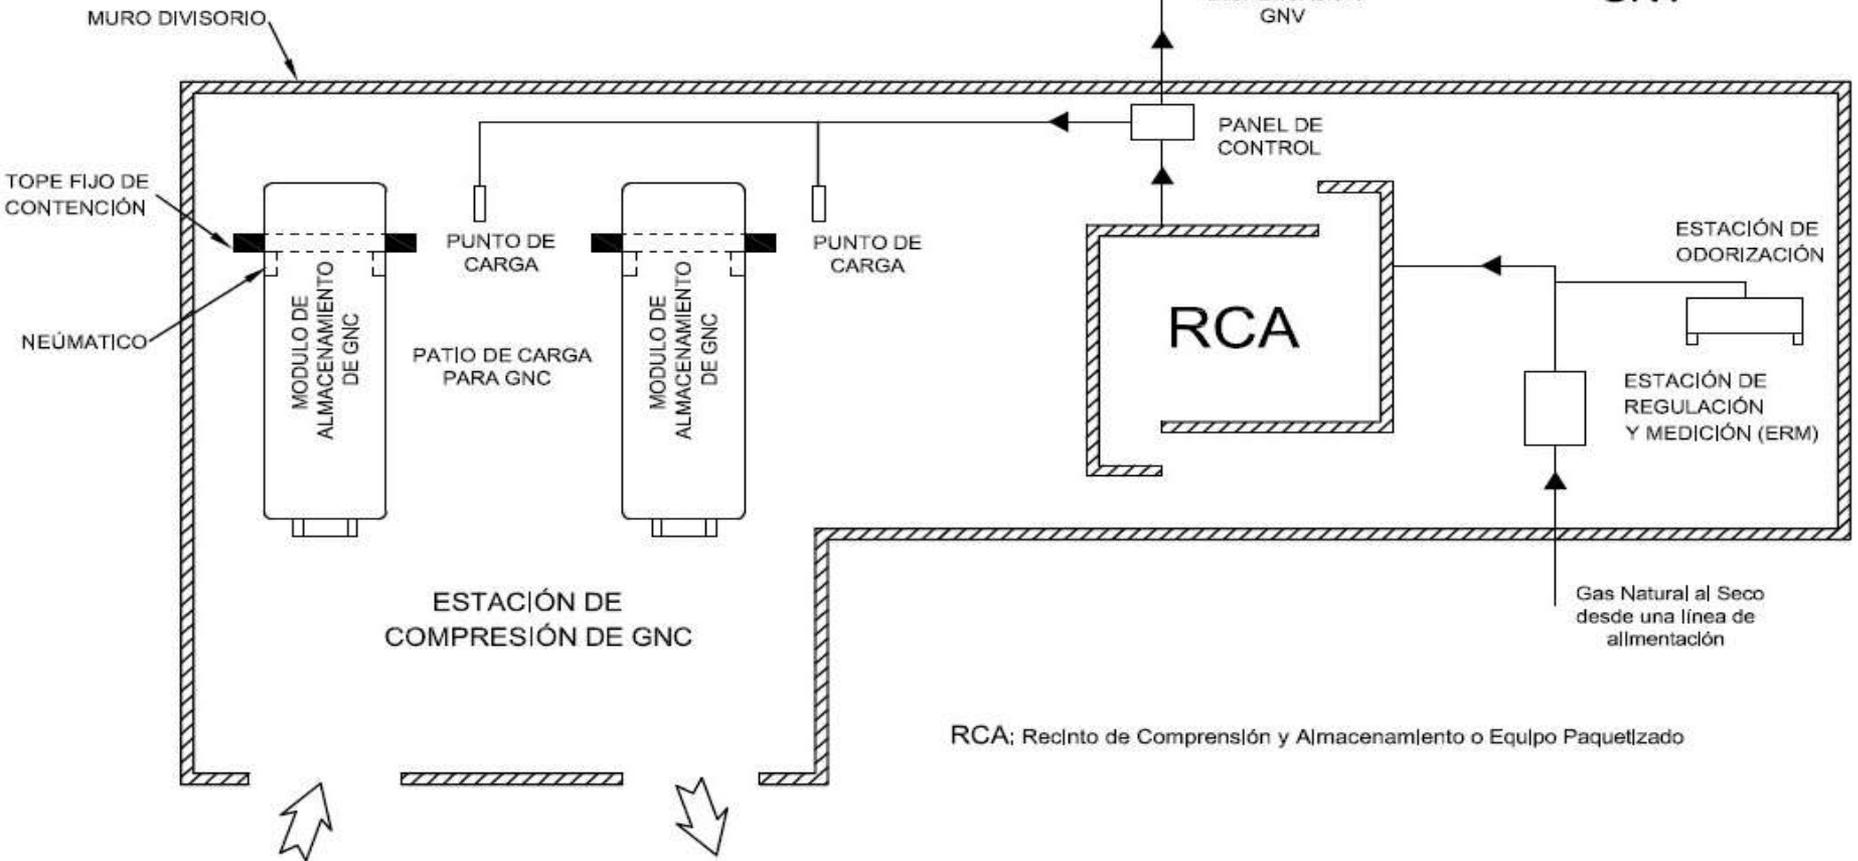 MURO DIVISORIO
GNV
PANEL DE
CONTROL
TOPE FIJO DE
CONTENCIÓN
PUNTO DE
CARGA
PUNTO DE
CARGA
ESTACIÓN DE
ODORIZACIÓN
NEÚMATICO
MODULO DE
ALMACENAMIENTO
DE GNC
PATIO DE CARGA
PARA GNC
MODULO DE
ALMACENAMIENTO
DE GNC
RCA
ESTACIÓN DE
REGULACIÓN
Y MEDICIÓN (ERM)
ESTACIÓN DE
COMPRESIÓN DE GNC
Gas Natural al Seco
desde una línea de
alimentación
RCA: Recinto de Comprensión y Almacenamiento o Equipo Paquetizado